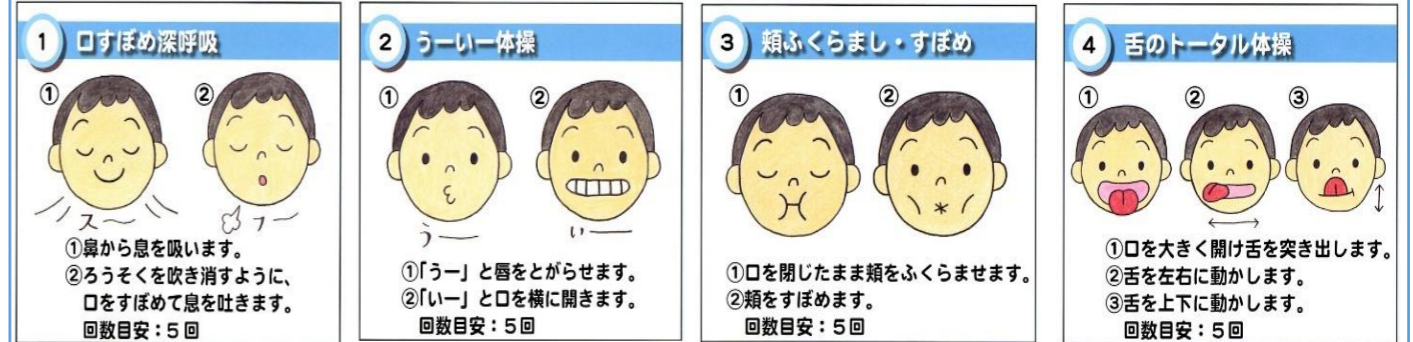 1 口すぼめ深呼吸
① ②
ス〜 フー
①鼻から息を吸います。
②ろうそくを吹き消すように、
口をすぼめて息を吐きます。
回数目安：５回
2 うーいー体操
① ②
うー いー
①「うー」と唇をとがらせます。
②「いー」と口を横に開きます。
回数目安：５回
3 頬ふくらまし・すぼめ
① ②
①口を閉じたまま頬をふくらませます。
②頬をすぼめます。
回数目安：５回
4 舌のトータル体操
① ② ③
①口を大きく開け舌を突き出します。
②舌を左右に動かします。
③舌を上下に動かします。
回数目安：５回